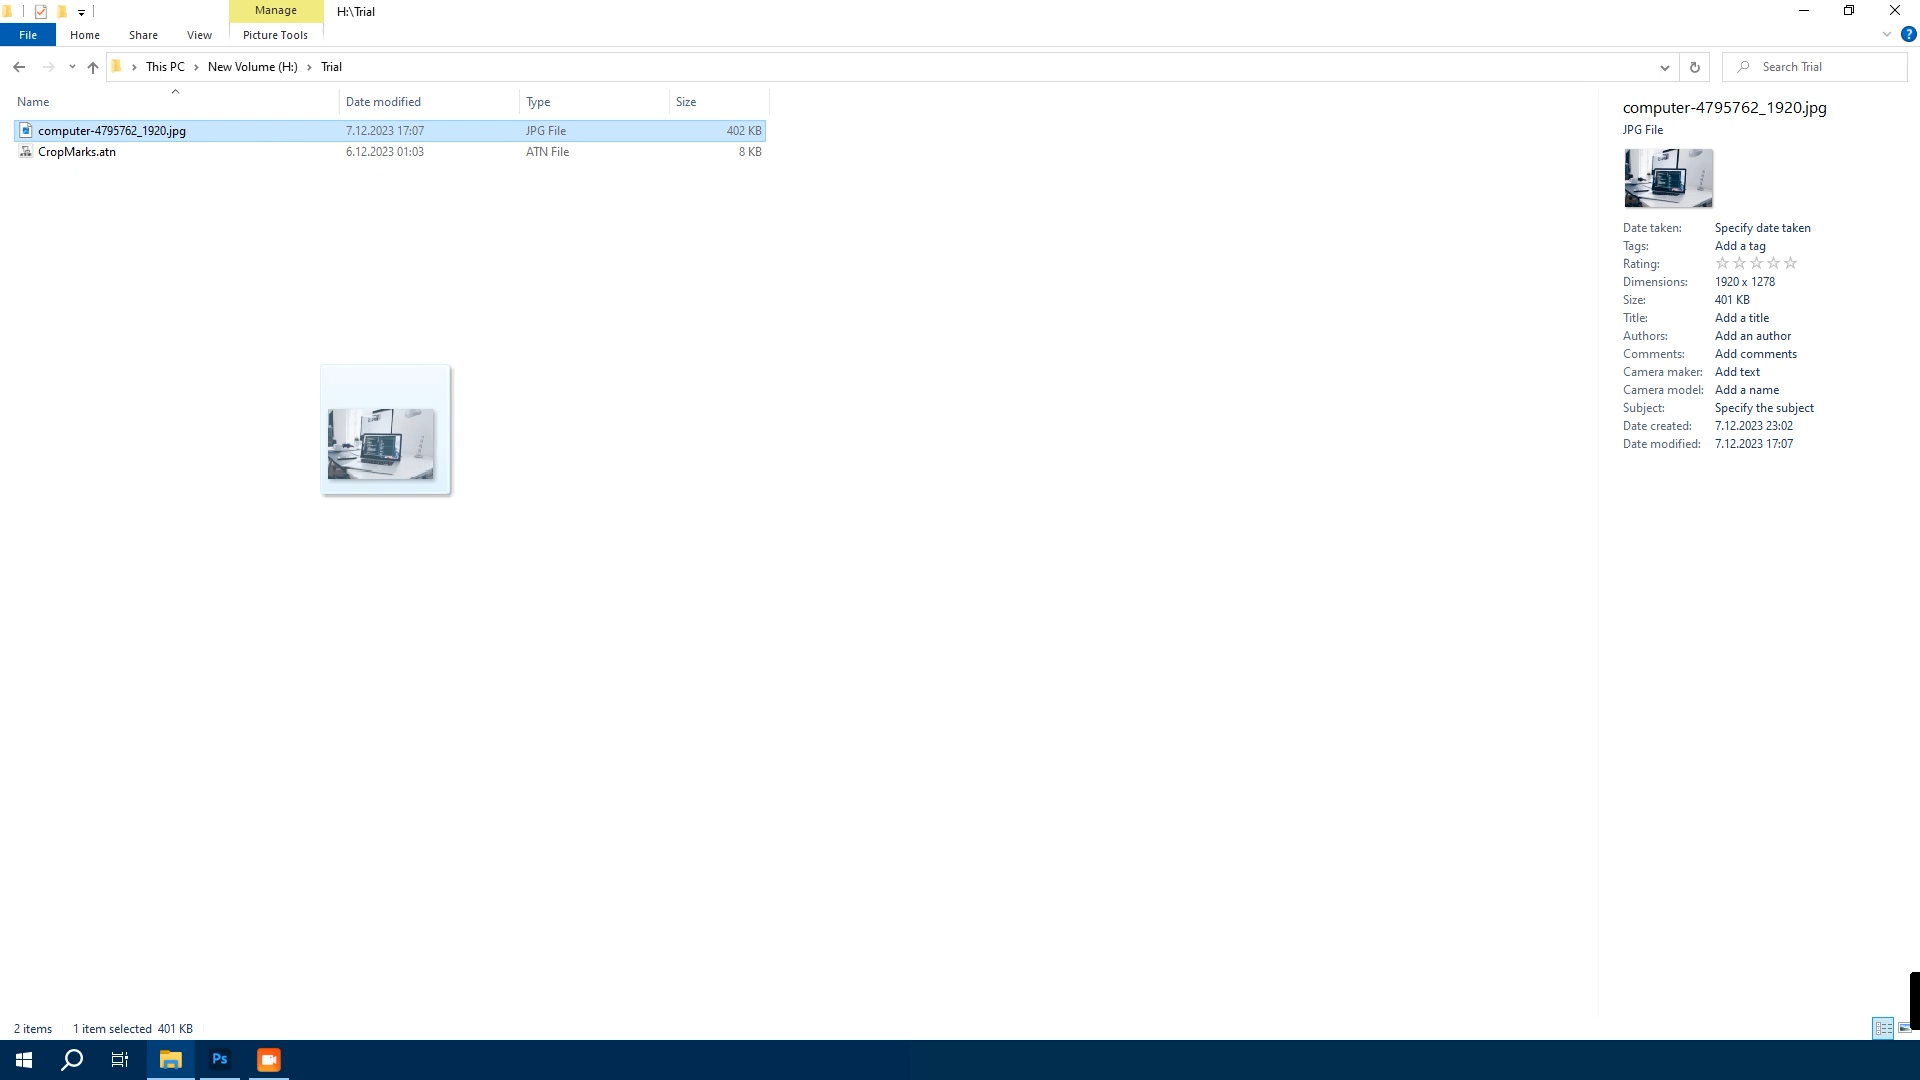 Manage
H:\Trial
File
Home
Share
View
Picture Tools
?
This PC
New Volume (H:)
Trial
Search Trial
Name
Date modified
Type
Size
computer-4795762_1920.jpg
7.12.2023 17:07
JPG File
402 KB
CropMarks.atn
6.12.2023 01:03
ATN File
8 KB
computer-4795762_1920.jpg
JPG File
Date taken: Specify date taken
Tags: Add a tag
Rating:
Dimensions: 1920 x 1278
Size: 401 KB
Title: Add a title
Authors: Add an author
Comments: Add comments
Camera maker: Add text
Camera model: Add a name
Subject: Specify the subject
Date created: 7.12.2023 23:02
Date modified: 7.12.2023 17:07
2 items
1 item selected 401 KB
Ps